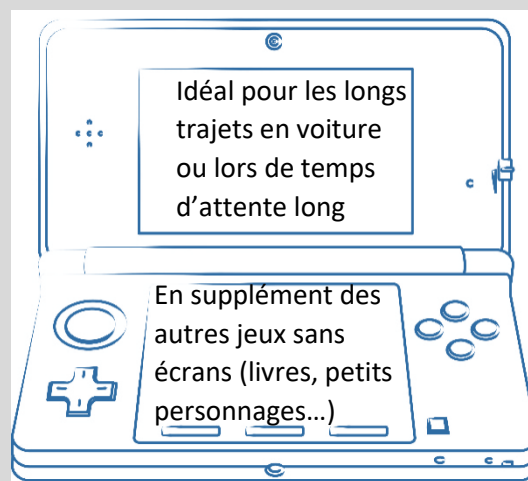 Idéal pour les longs
trajets en voiture
ou lors de temps
d’attente long
En supplément des
autres jeux sans
écrans (livres, petits
personnages…)